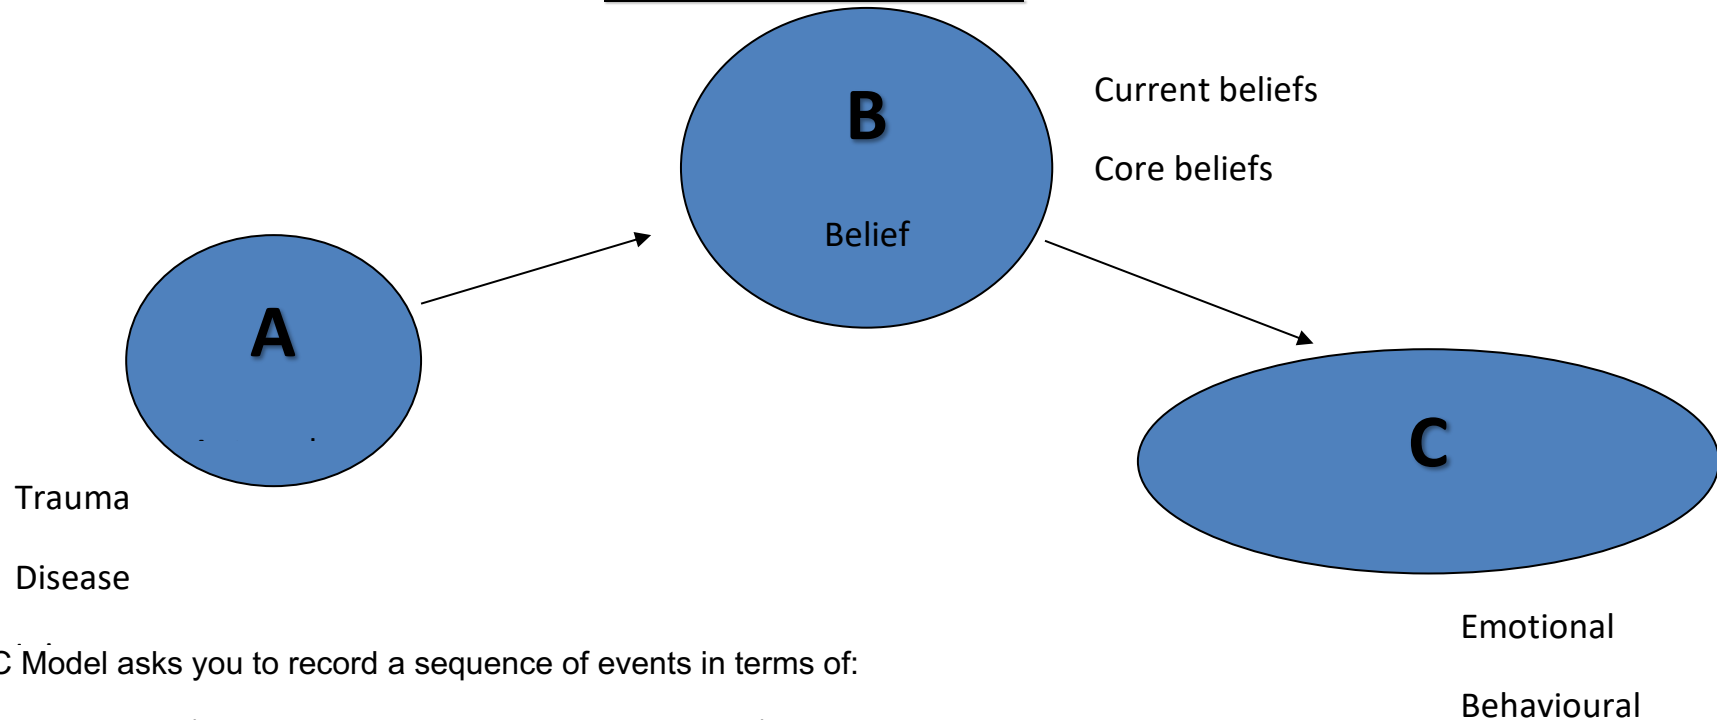 B
Current beliefs
Core beliefs
Belief
A
C
Trauma
Disease
Emotional
C Model asks you to record a sequence of events in terms of:
Behavioural